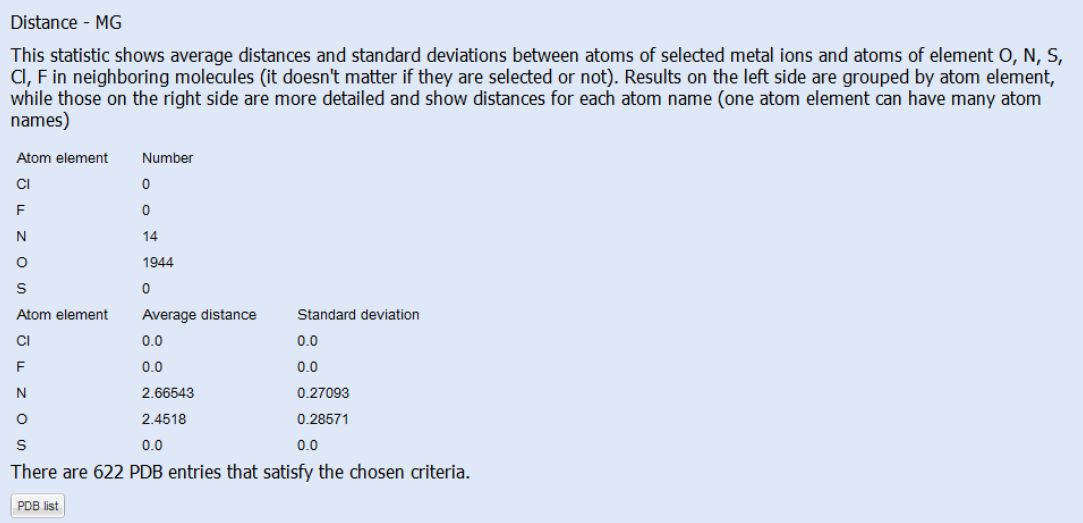 Distance - MG
This statistic shows average distances and standard deviations between atoms of selected metal ions and atoms of element O, N, S,
Cl, F in neighboring molecules (it doesn't matter if they are selected or not). Results on the left side are grouped by atom element,
while those on the right side are more detailed and show distances for each atom name (one atom element can have many atom
names)
Atom element Number
Cl 0
F 0
N 14
O 1944
S 0
Atom element Average distance Standard deviation
Cl 0.0 0.0
F 0.0 0.0
N 2.66543 0.27093
O 2.4518 0.28571
S 0.0 0.0
There are 622 PDB entries that satisfy the chosen criteria.
PDB list